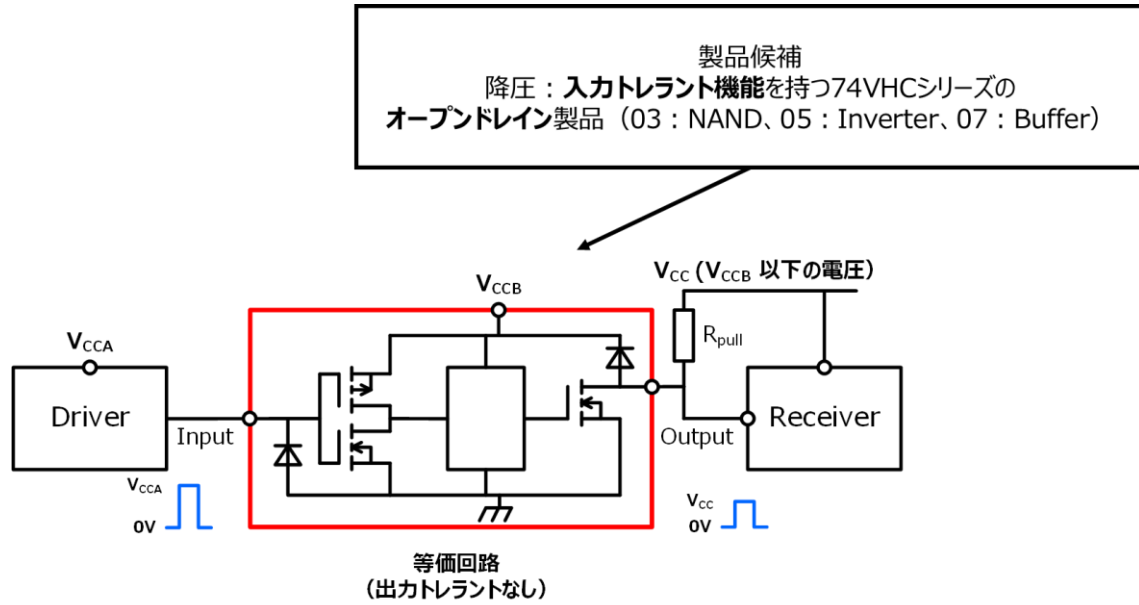 製品候補
降圧：入力トレラント機能を持つ74VHCシリーズの
オープンドレイン製品（03：NAND、05：Inverter、07：Buffer）
VCCB
VCC (VCCB 以下の電圧）
VCCA
Rpull
Driver
Input
Output
Receiver
VCCA
0V
VCC
0V
等価回路
（出力トレラントなし）